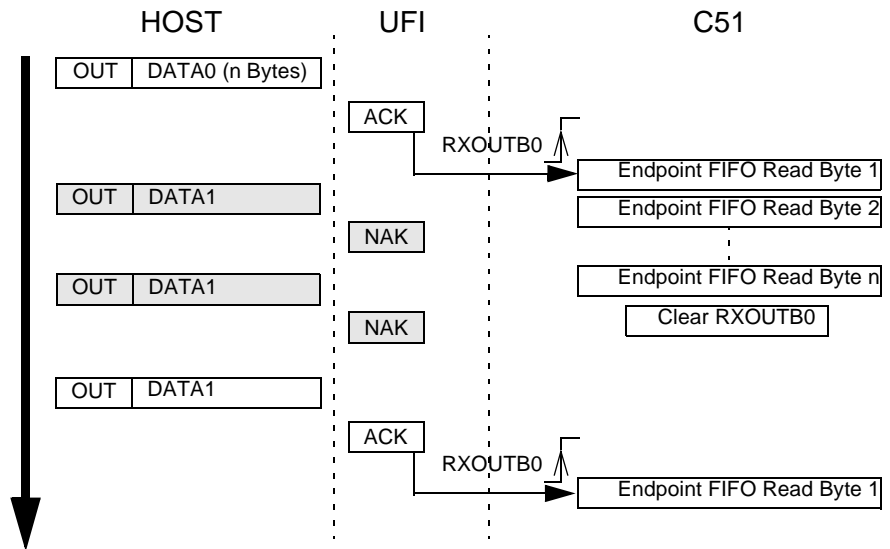 HOST UFI C51
OUT DATA0 (n Bytes)
ACK
RXOUTB0
Endpoint FIFO Read Byte 1
OUT DATA1
Endpoint FIFO Read Byte 2
NAK
OUT DATA1
Endpoint FIFO Read Byte n
NAK
Clear RXOUTB0
OUT DATA1
ACK
RXOUTB0
Endpoint FIFO Read Byte 1